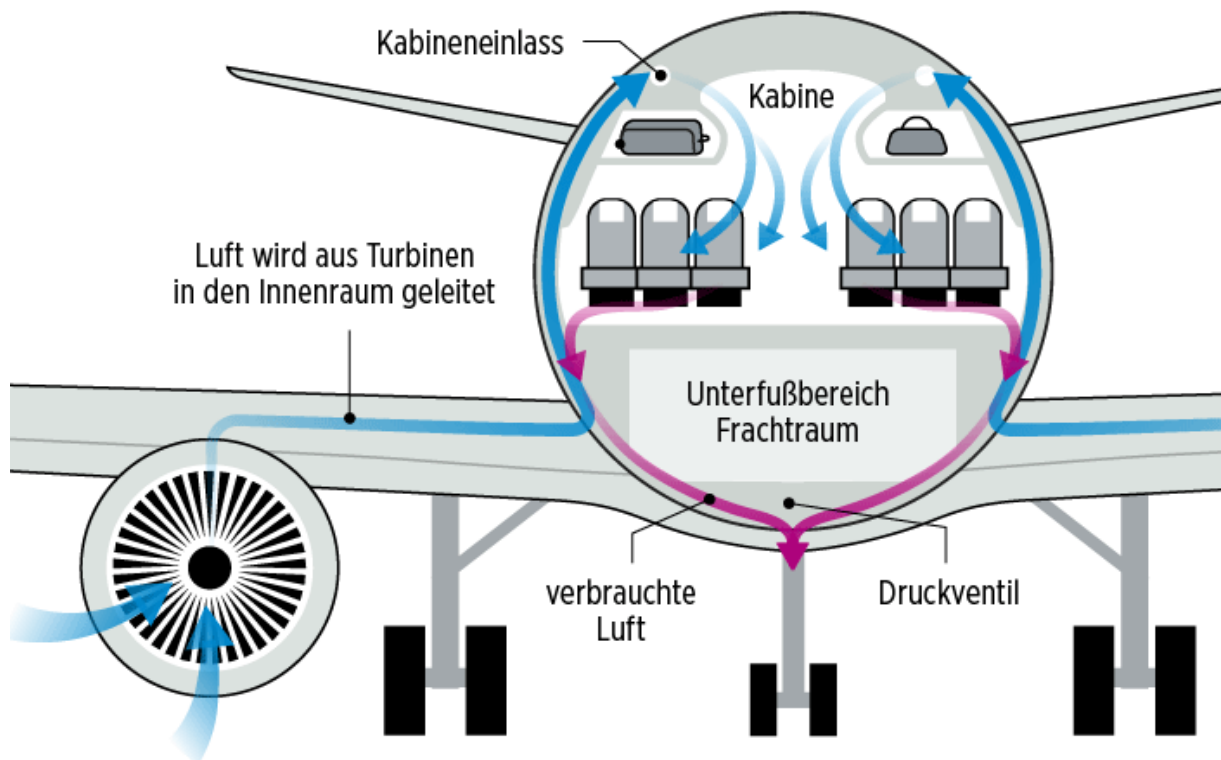 Kabineneinlass
Kabine
Luft wird aus Turbinen
in den Innenraum geleitet
Unterfußbereich
Frachtraum
verbrauchte
Luft
Druckventil